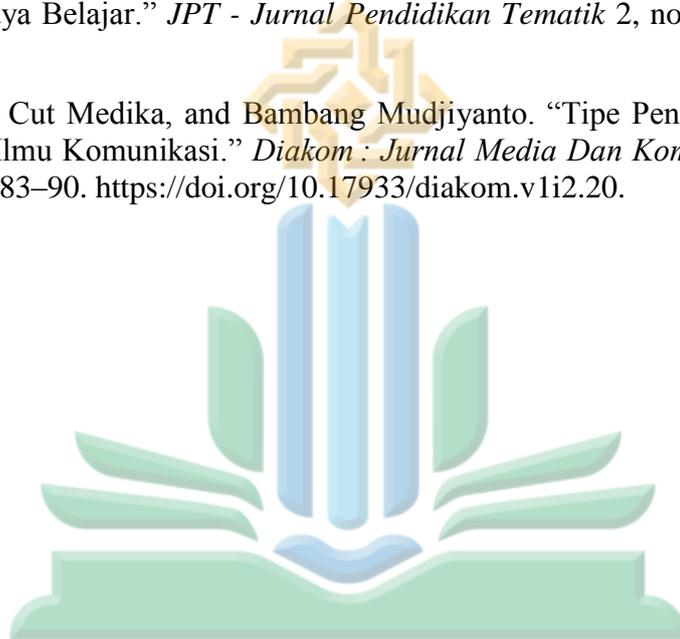 ya Belajar.” JPT - Jurnal Pendidikan Tematik 2, no
Cut Medika, and Bambang Mudjiyanto. “Tipe Pen
Ilmu Komunikasi.” Diakom : Jurnal Media Dan Kom
83–90. https://doi.org/10.17933/diakom.v1i2.20.